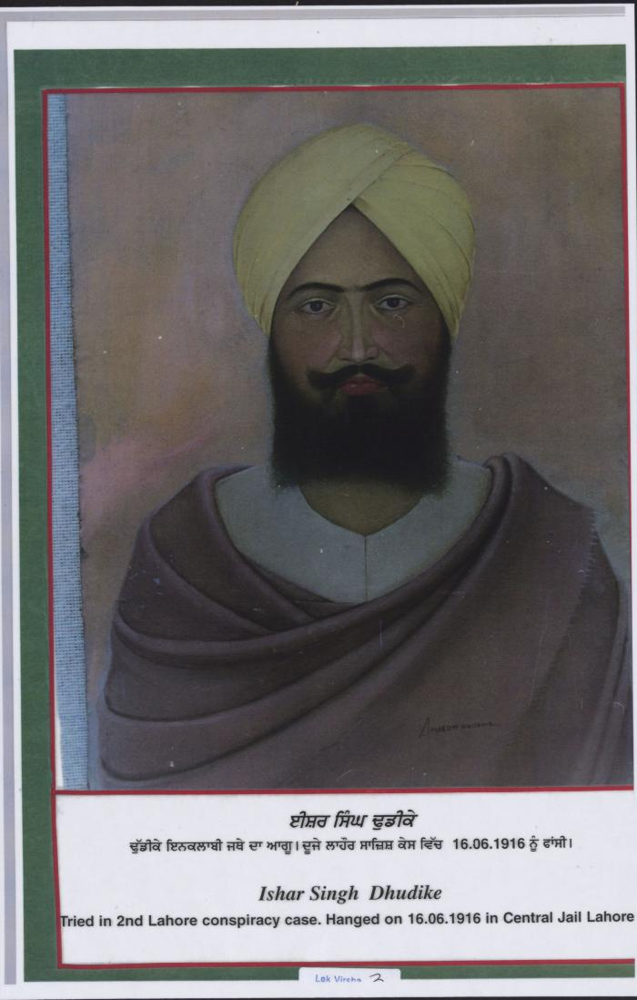 ਈਸ਼ਰ ਸਿੰਘ ਢੁਡੀਕੇ
ਢੁੱਡੀਕੇ ਇਨਕਲਾਬੀ ਜਥੇ ਦਾ ਆਗੂ। ਦੂਜੇ ਲਾਹੌਰ ਸਾਜ਼ਿਸ਼ ਕੇਸ ਵਿੱਚ 16.06.1916 ਨੂੰ ਫਾਂਸੀ।
Ishar Singh Dhudike
Tried in 2nd Lahore conspiracy case. Hanged on 16.06.1916 in Central Jail Lahore
Lok Vircha 2